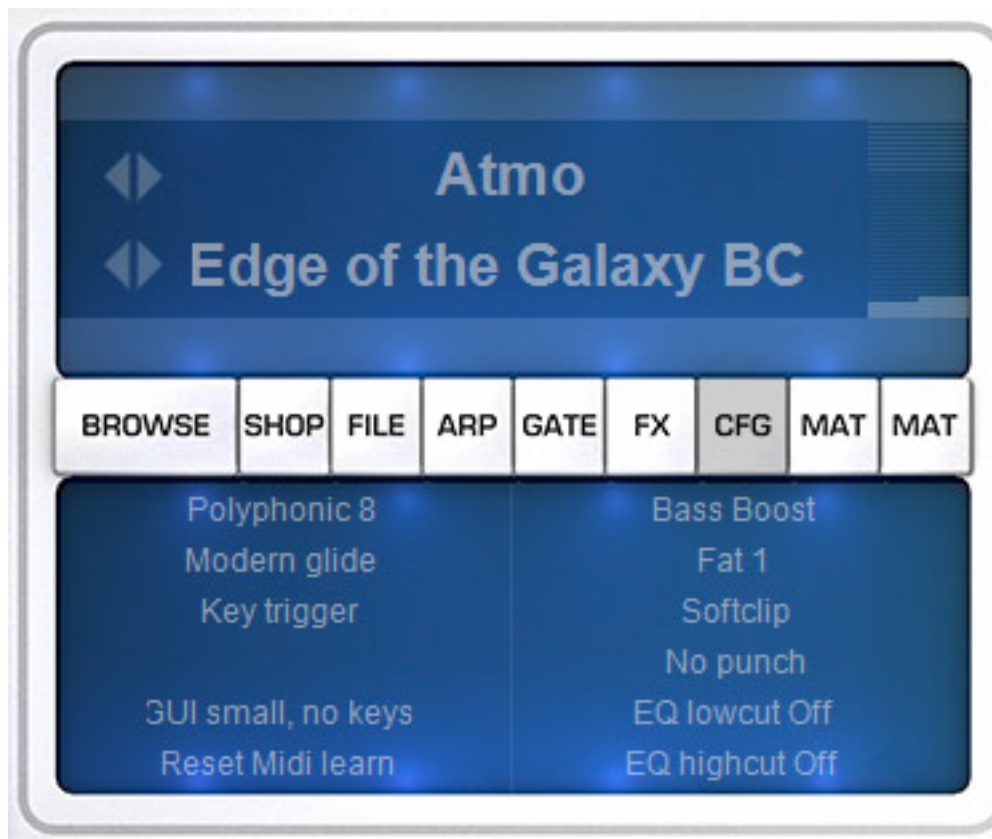 Atmo
Edge of the Galaxy BC
BROWSE SHOP FILE ARP GATE FX CFG MAT MAT
Polyphonic 8
Modern glide
Key trigger
GUI small, no keys
Reset Midi learn
Bass Boost
Fat 1
Softclip
No punch
EQ lowcut Off
EQ highcut Off